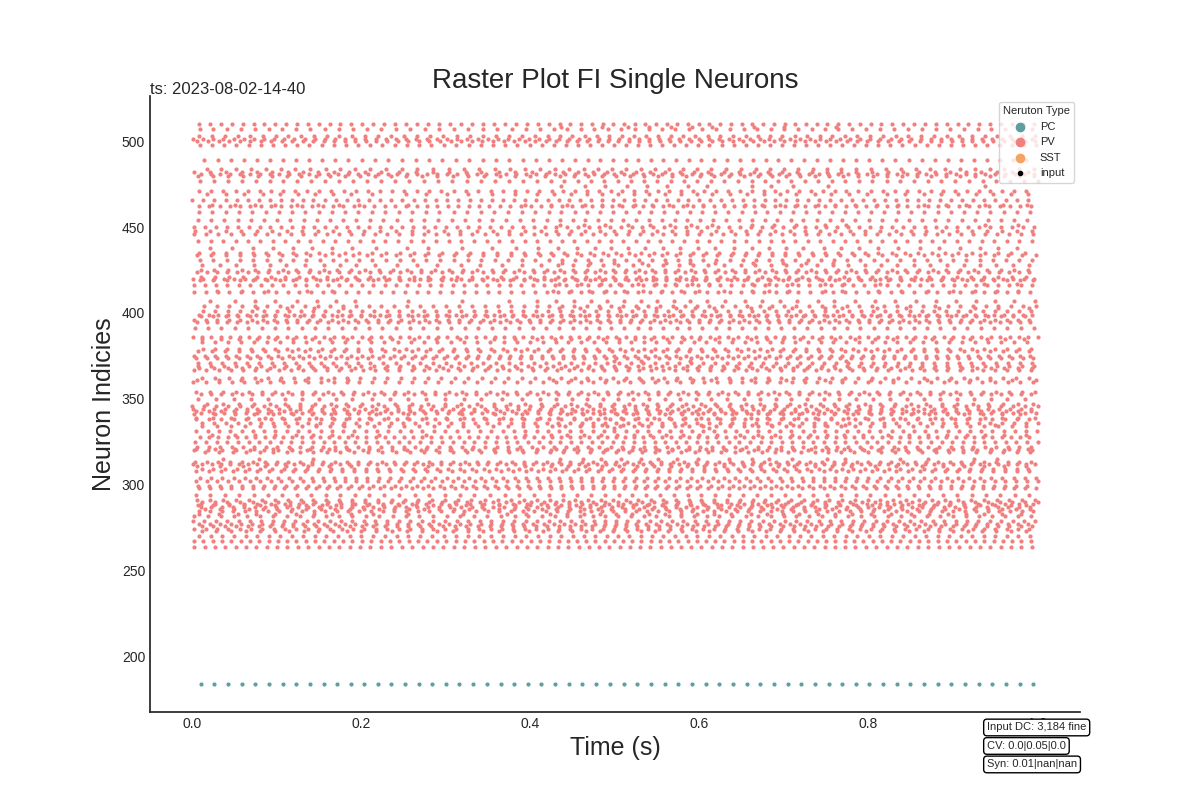 Raster Plot FI Single Neurons
ts: 2023-08-02-14-40
Neruton Type
PC
PV
SST
input
Neuron Indicies
500
450
400
350
300
250
200
0.0 0.2 0.4 0.6 0.8
Time (s)
Input DC: 3,184 fine
CV: 0.0|0.05|0.0
Syn: 0.01|nan|nan